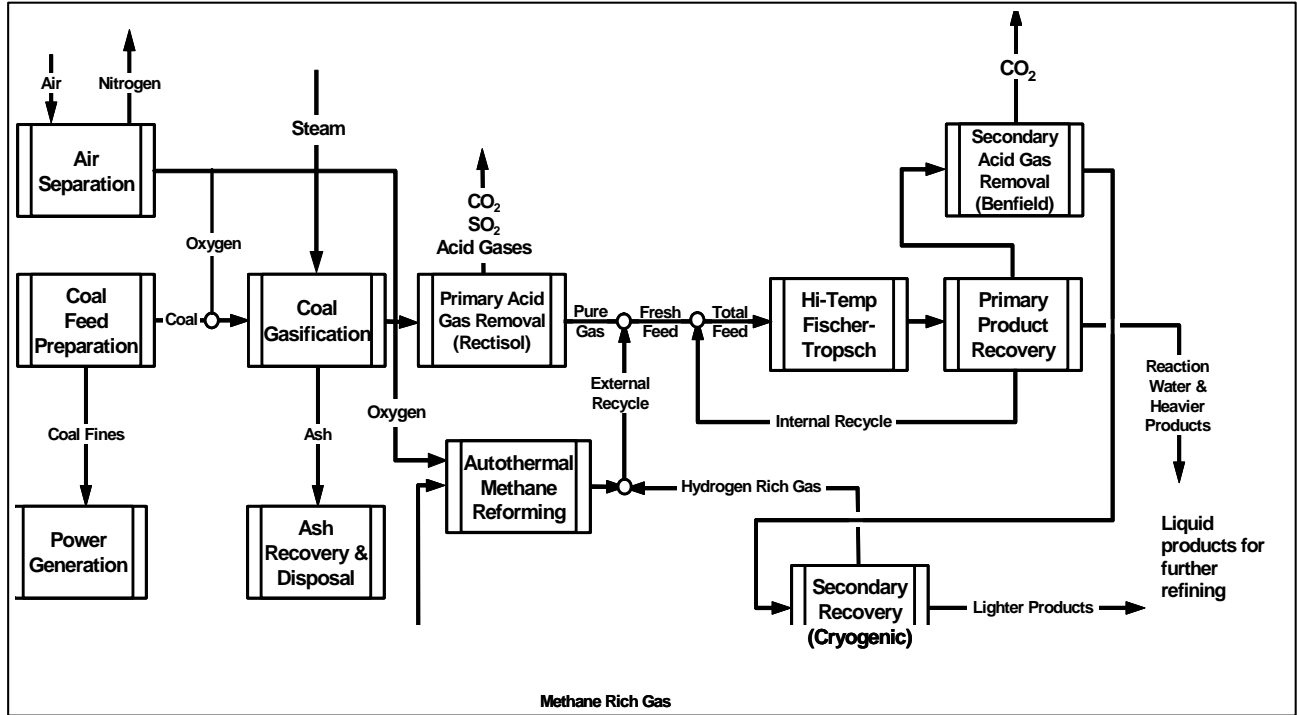 Air
Nitrogen
Steam
CO2
Air
Separation
CO2
SO2
Acid Gases
Secondary
Acid Gas
Removal
(Benfield)
Oxygen
Coal
Feed
Preparation
Coal
Coal
Gasification
Primary Acid
Gas Removal
(Rectisol)
Pure
Gas
Fresh
Feed
Total
Feed
Hi-Temp
Fischer-
Tropsch
Primary
Product
Recovery
Reaction
Water &
Heavier
Products
External
Recycle
Oxygen
Internal Recycle
Coal Fines
Ash
Autothermal
Methane
Reforming
Hydrogen Rich Gas
Power
Generation
Ash
Recovery &
Disposal
Liquid
products for
further
refining
Secondary
Recovery
(Cryogenic)
Lighter Products
Methane Rich Gas